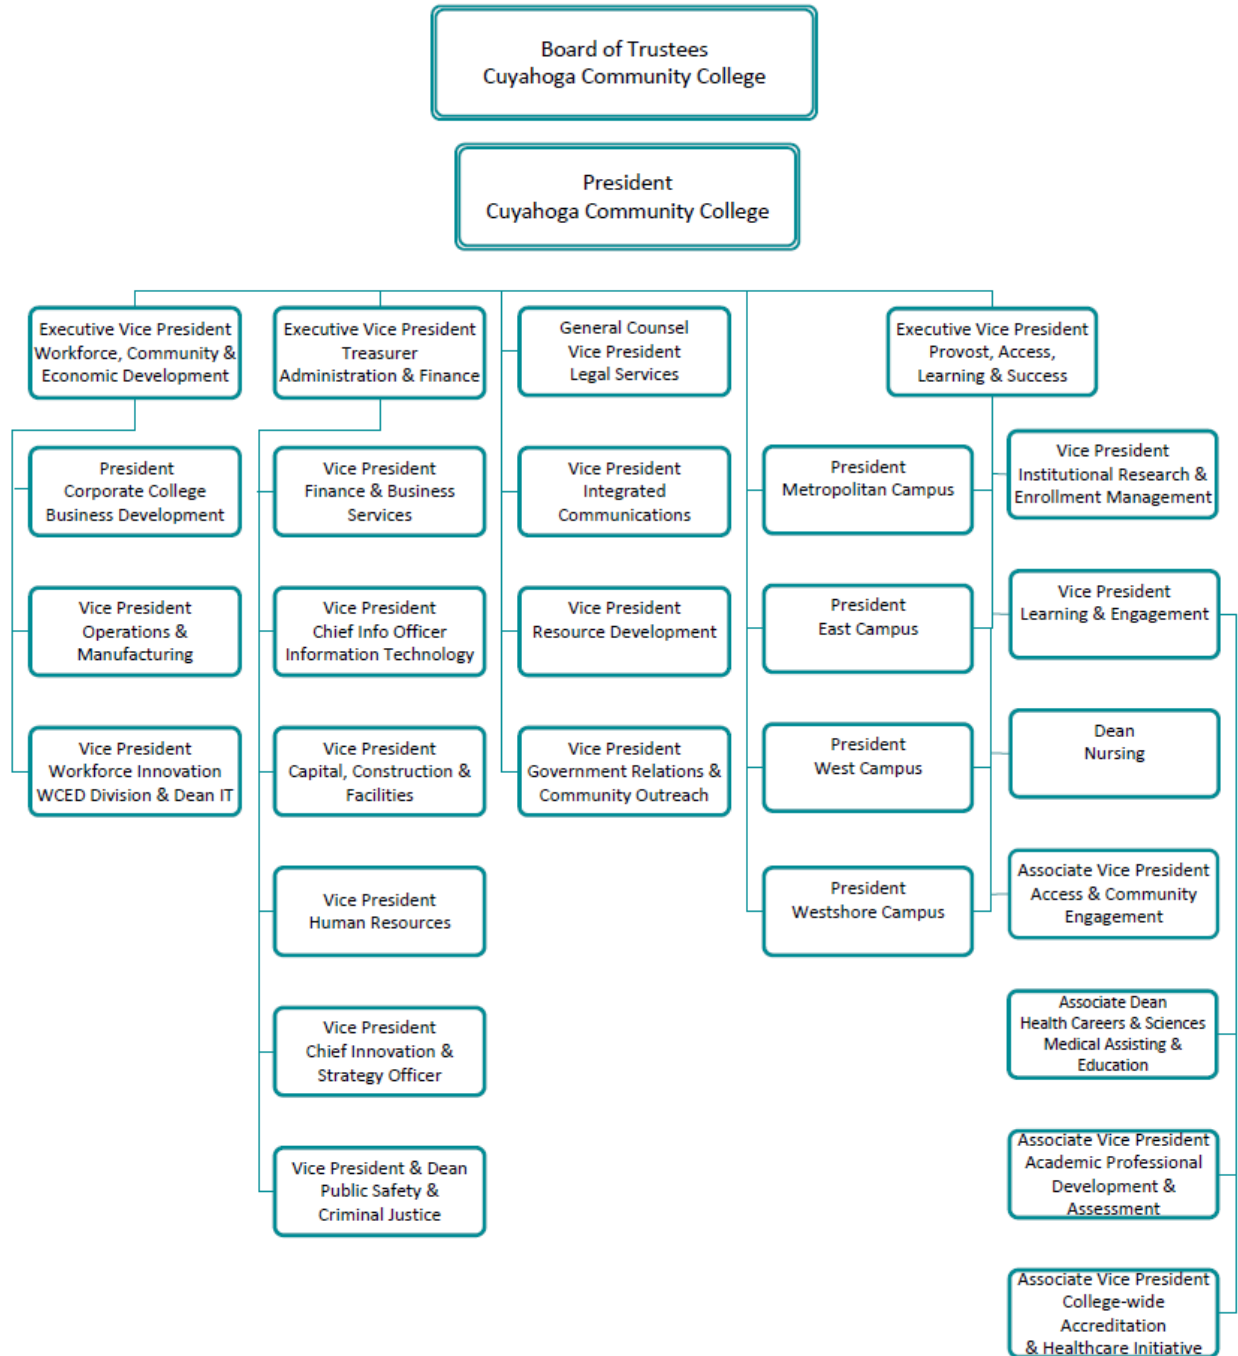 Board of Trustees
Cuyahoga Community College
President
Cuyahoga Community College
Executive Vice President
Workforce, Community &
Economic Development
President
Corporate College
Business Development
Vice President
Operations &
Manufacturing
Vice President
Workforce Innovation
WCED Division & Dean IT
Executive Vice President
Treasurer
Administration & Finance
Vice President
Finance & Business
Services
Vice President
Chief Info Officer
Information Technology
Vice President
Capital, Construction &
Facilities
Vice President
Human Resources
Vice President
Chief Innovation &
Strategy Officer
Vice President & Dean
Public Safety &
Criminal Justice
General Counsel
Vice President
Legal Services
Vice President
Integrated
Communications
Vice President
Resource Development
Vice President
Government Relations &
Community Outreach
President
Metropolitan Campus
President
East Campus
President
West Campus
President
Westshore Campus
Executive Vice President
Provost, Access,
Learning & Success
Vice President
Institutional Research &
Enrollment Management
Vice President
Learning & Engagement
Dean
Nursing
Associate Vice President
Access & Community
Engagement
Associate Dean
Health Careers & Sciences
Medical Assisting &
Education
Associate Vice President
Academic Professional
Development &
Assessment
Associate Vice President
College-wide
Accreditation
& Healthcare Initiative